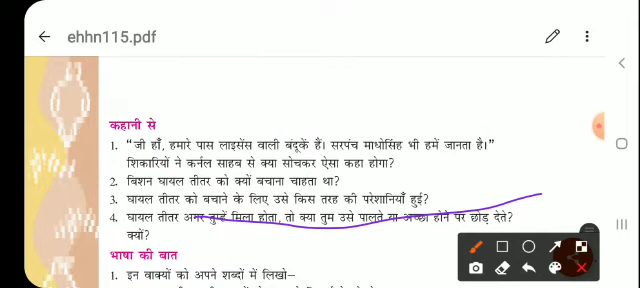 ehhn115.pdf
कहानी से
1. "जी हाँ, हमारे पास लाइसेंस वाली बंदूकें हैं। सरपंच माधोसिंह भी हमें जानता है।"
शिकारियों ने कर्नल साहब से क्या सोचकर ऐसा कहा होगा?
2. बिशन घायल तीतर को क्यों बचाना चाहता था?
3. घायल तीतर को बचाने के लिए उसे किस तरह की परेशानियाँ हुई?
4. घायल तीतर अगर तुम्हें मिला होता, तो क्या तुम उसे पालते या अच्छा होने पर छोड़ देते?
क्यों?
भाषा की बात
1. इन वाक्यों को अपने शब्दों में लिखो–